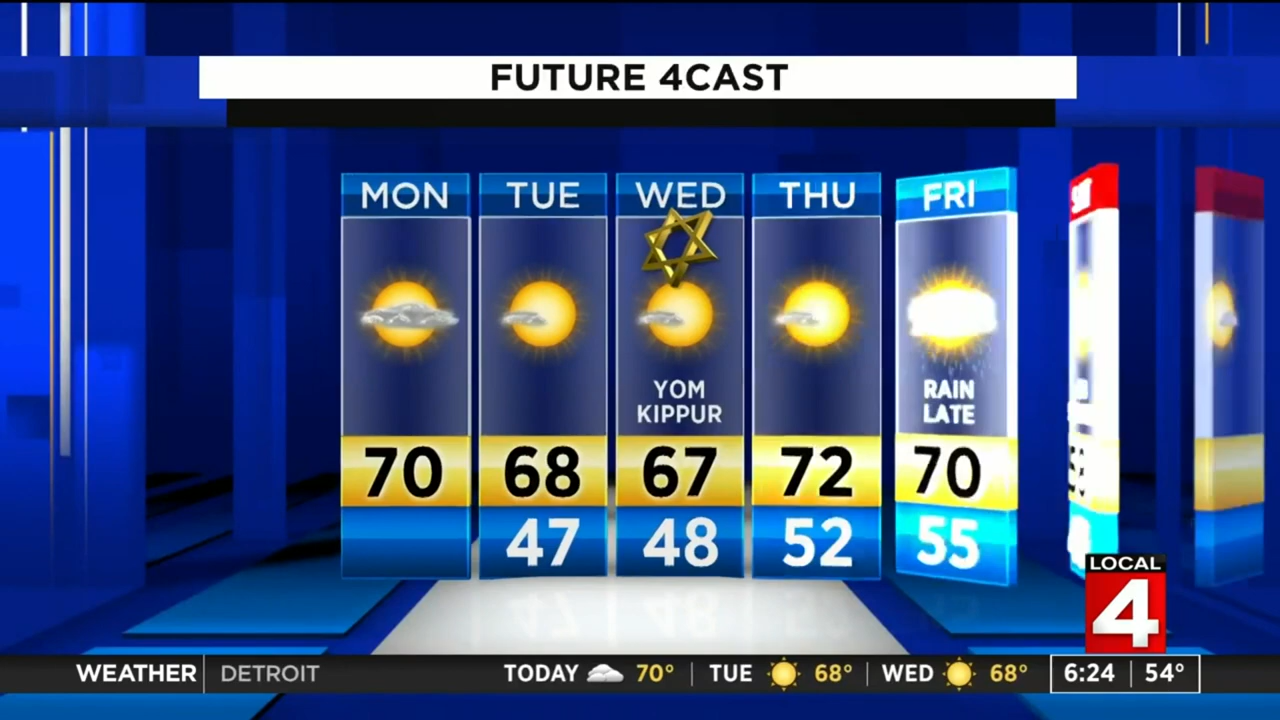 FUTURE 4CAST
MON
TUE
WED
THU
FRI
YOM
KIPPUR
RAIN
LATE
70
68
67
72
70
47
48
52
55
LOCAL
4
WEATHER DETROIT TODAY 70° TUE 68° WED 68° 6:24 54°